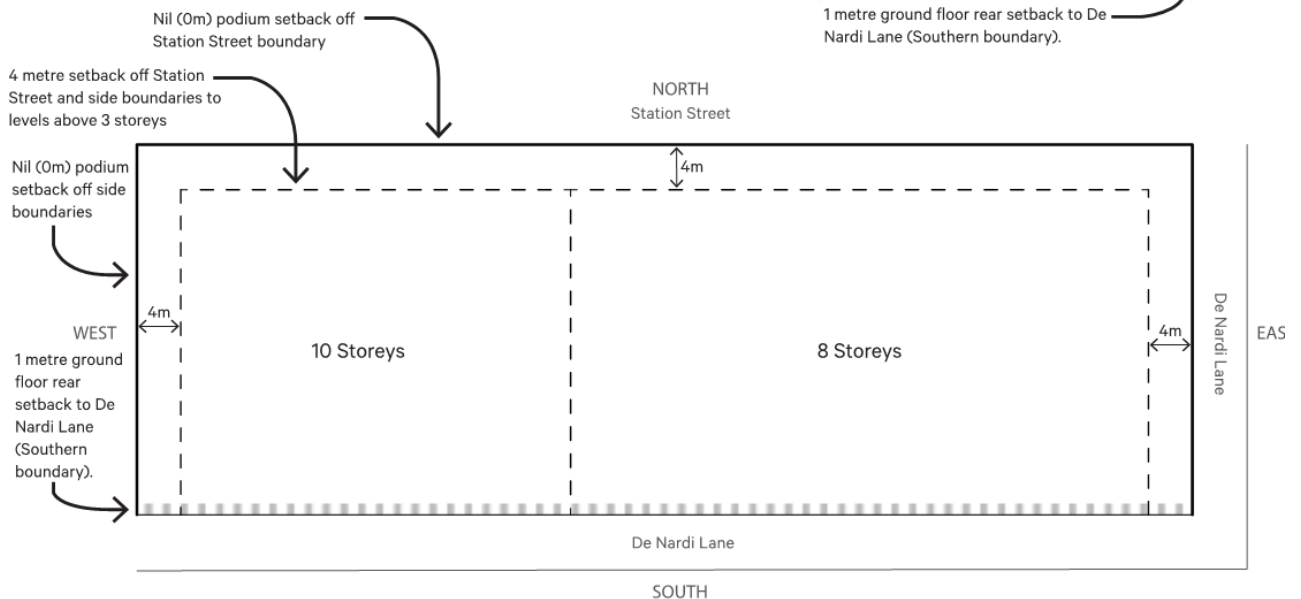 Nil (0m) podium setback off
Station Street boundary
1 metre ground floor rear setback to De
Nardi Lane (Southern boundary).
4 metre setback off Station
Street and side boundaries to
levels above 3 storeys
NORTH
Station Street
Nil (0m) podium
setback off side
boundaries
4m
4m
WEST
10 Storeys
8 Storeys
4m
De Nardi Lane
EAS
1 metre ground
floor rear
setback to De
Nardi Lane
(Southern
boundary).
De Nardi Lane
SOUTH